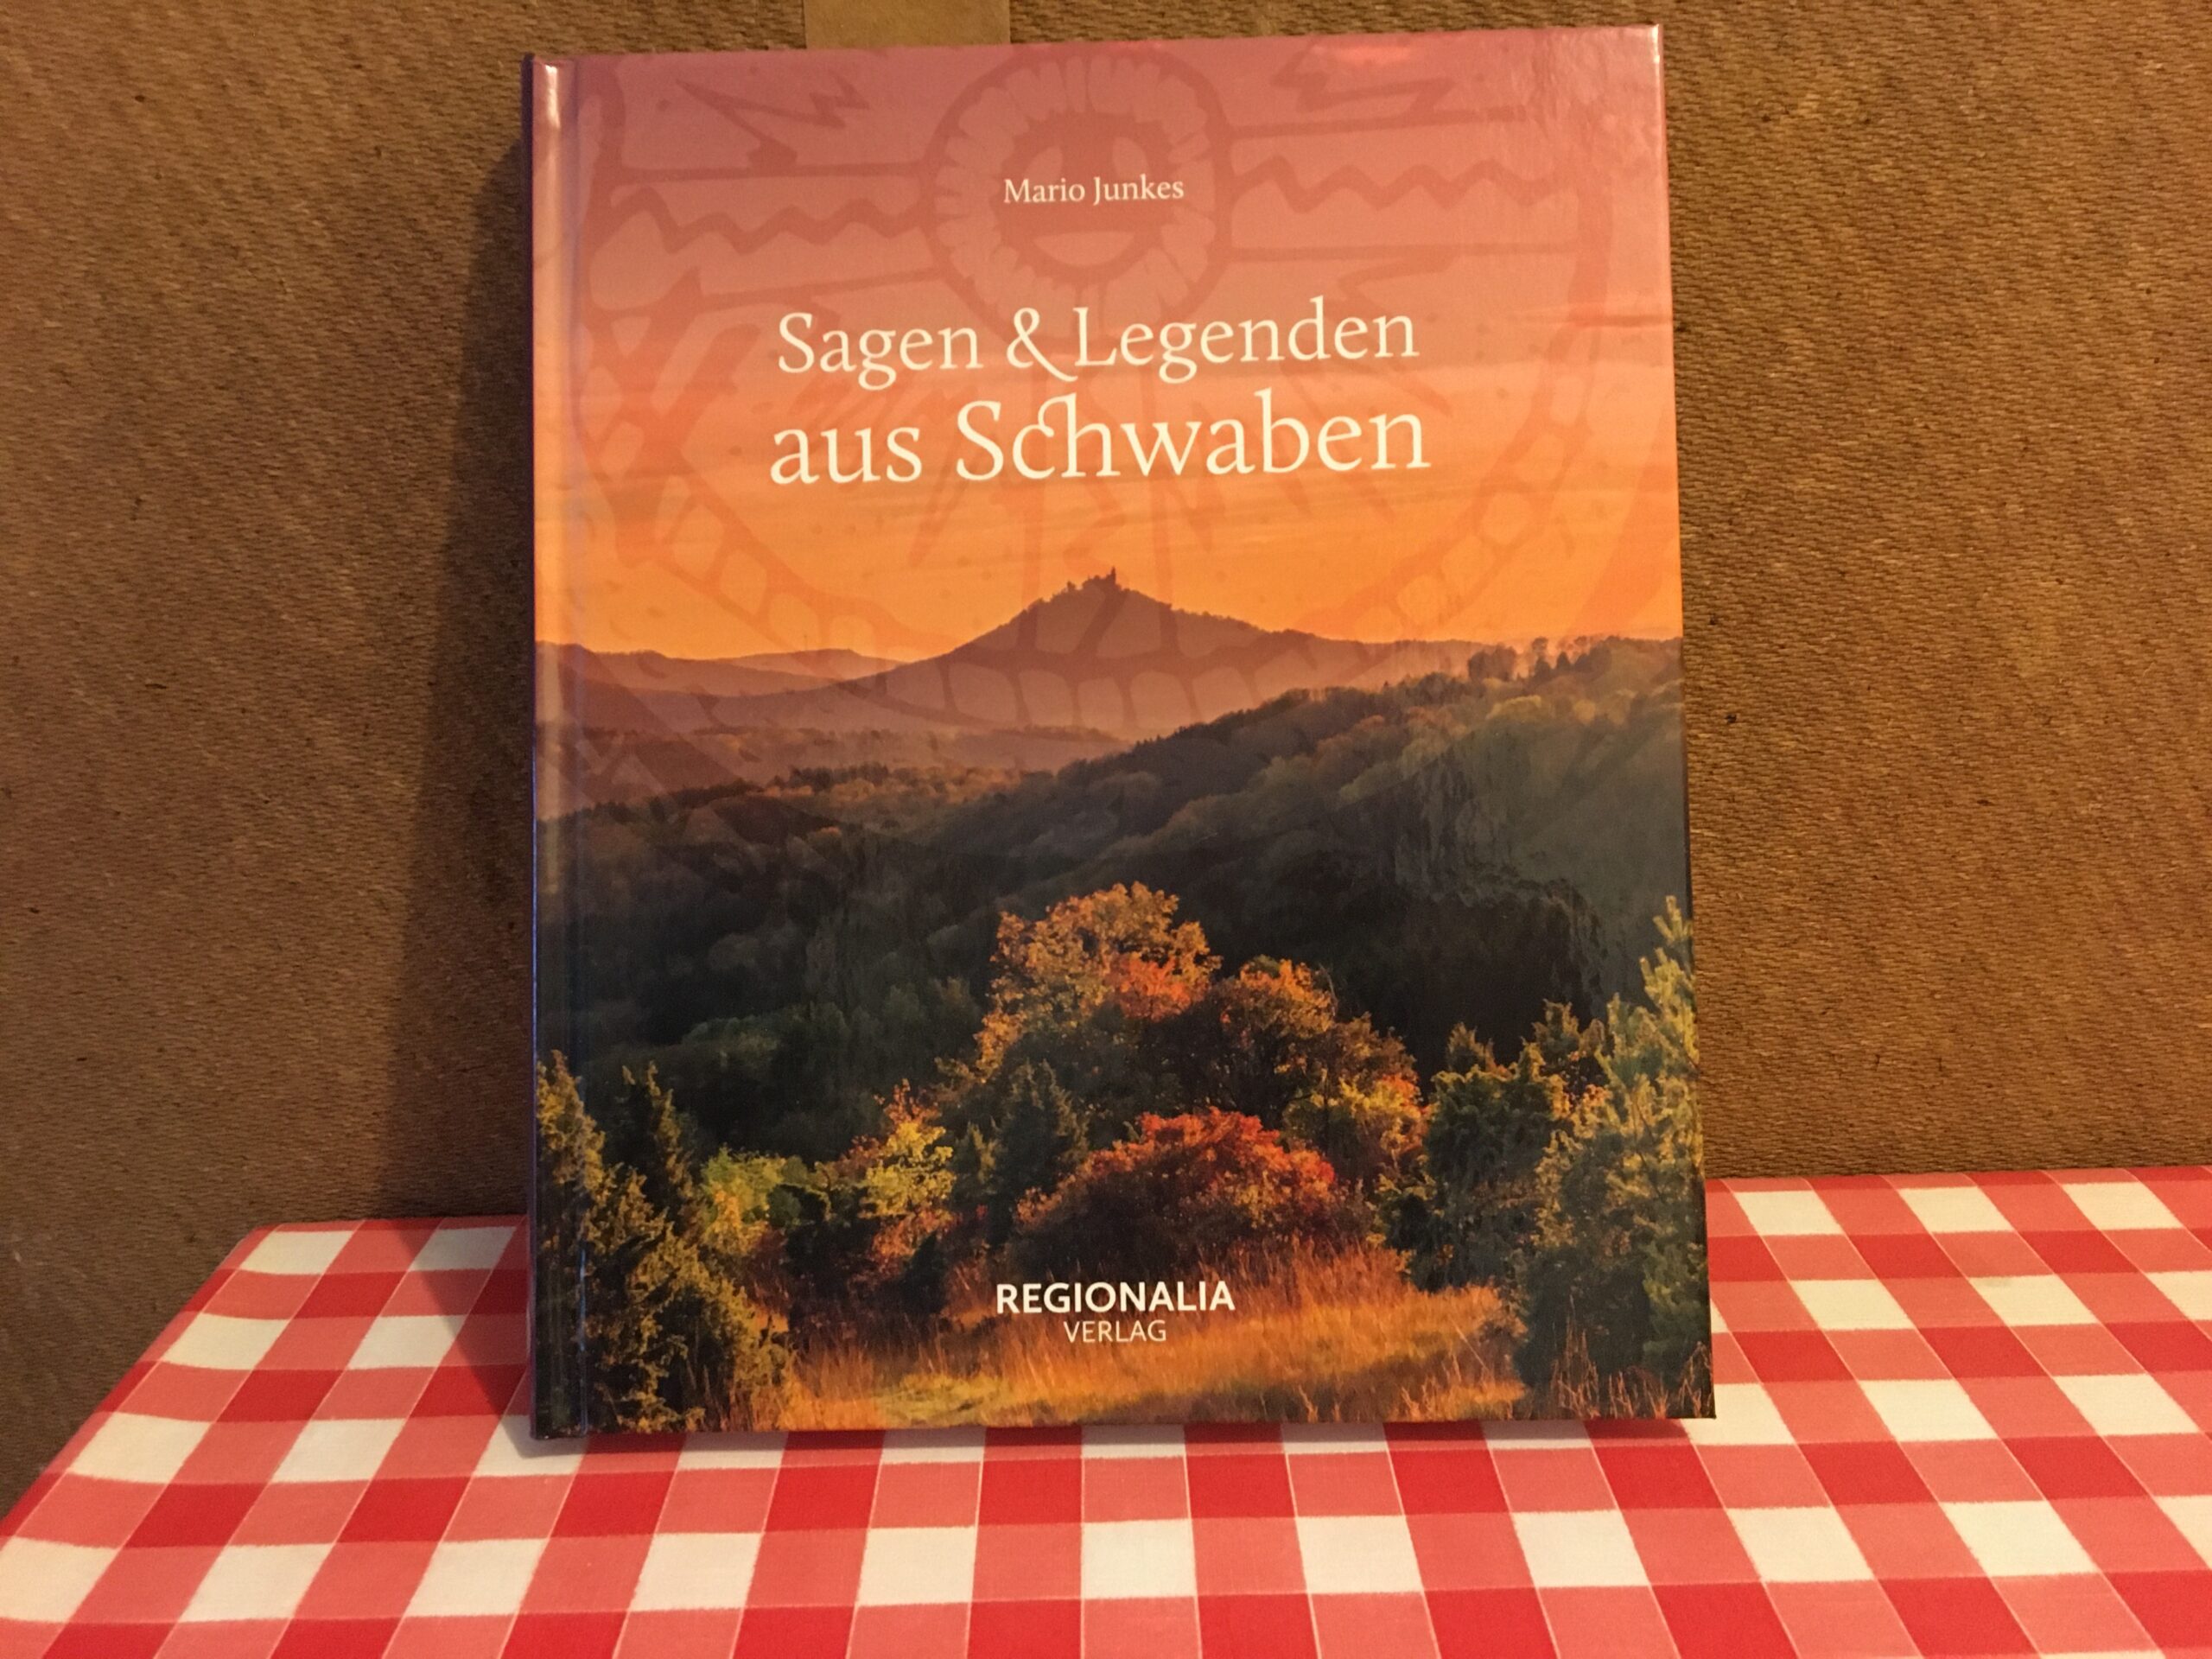 Mario Junkes
Sagen & Legenden
aus Schwaben
REGIONALIA
VERLAG